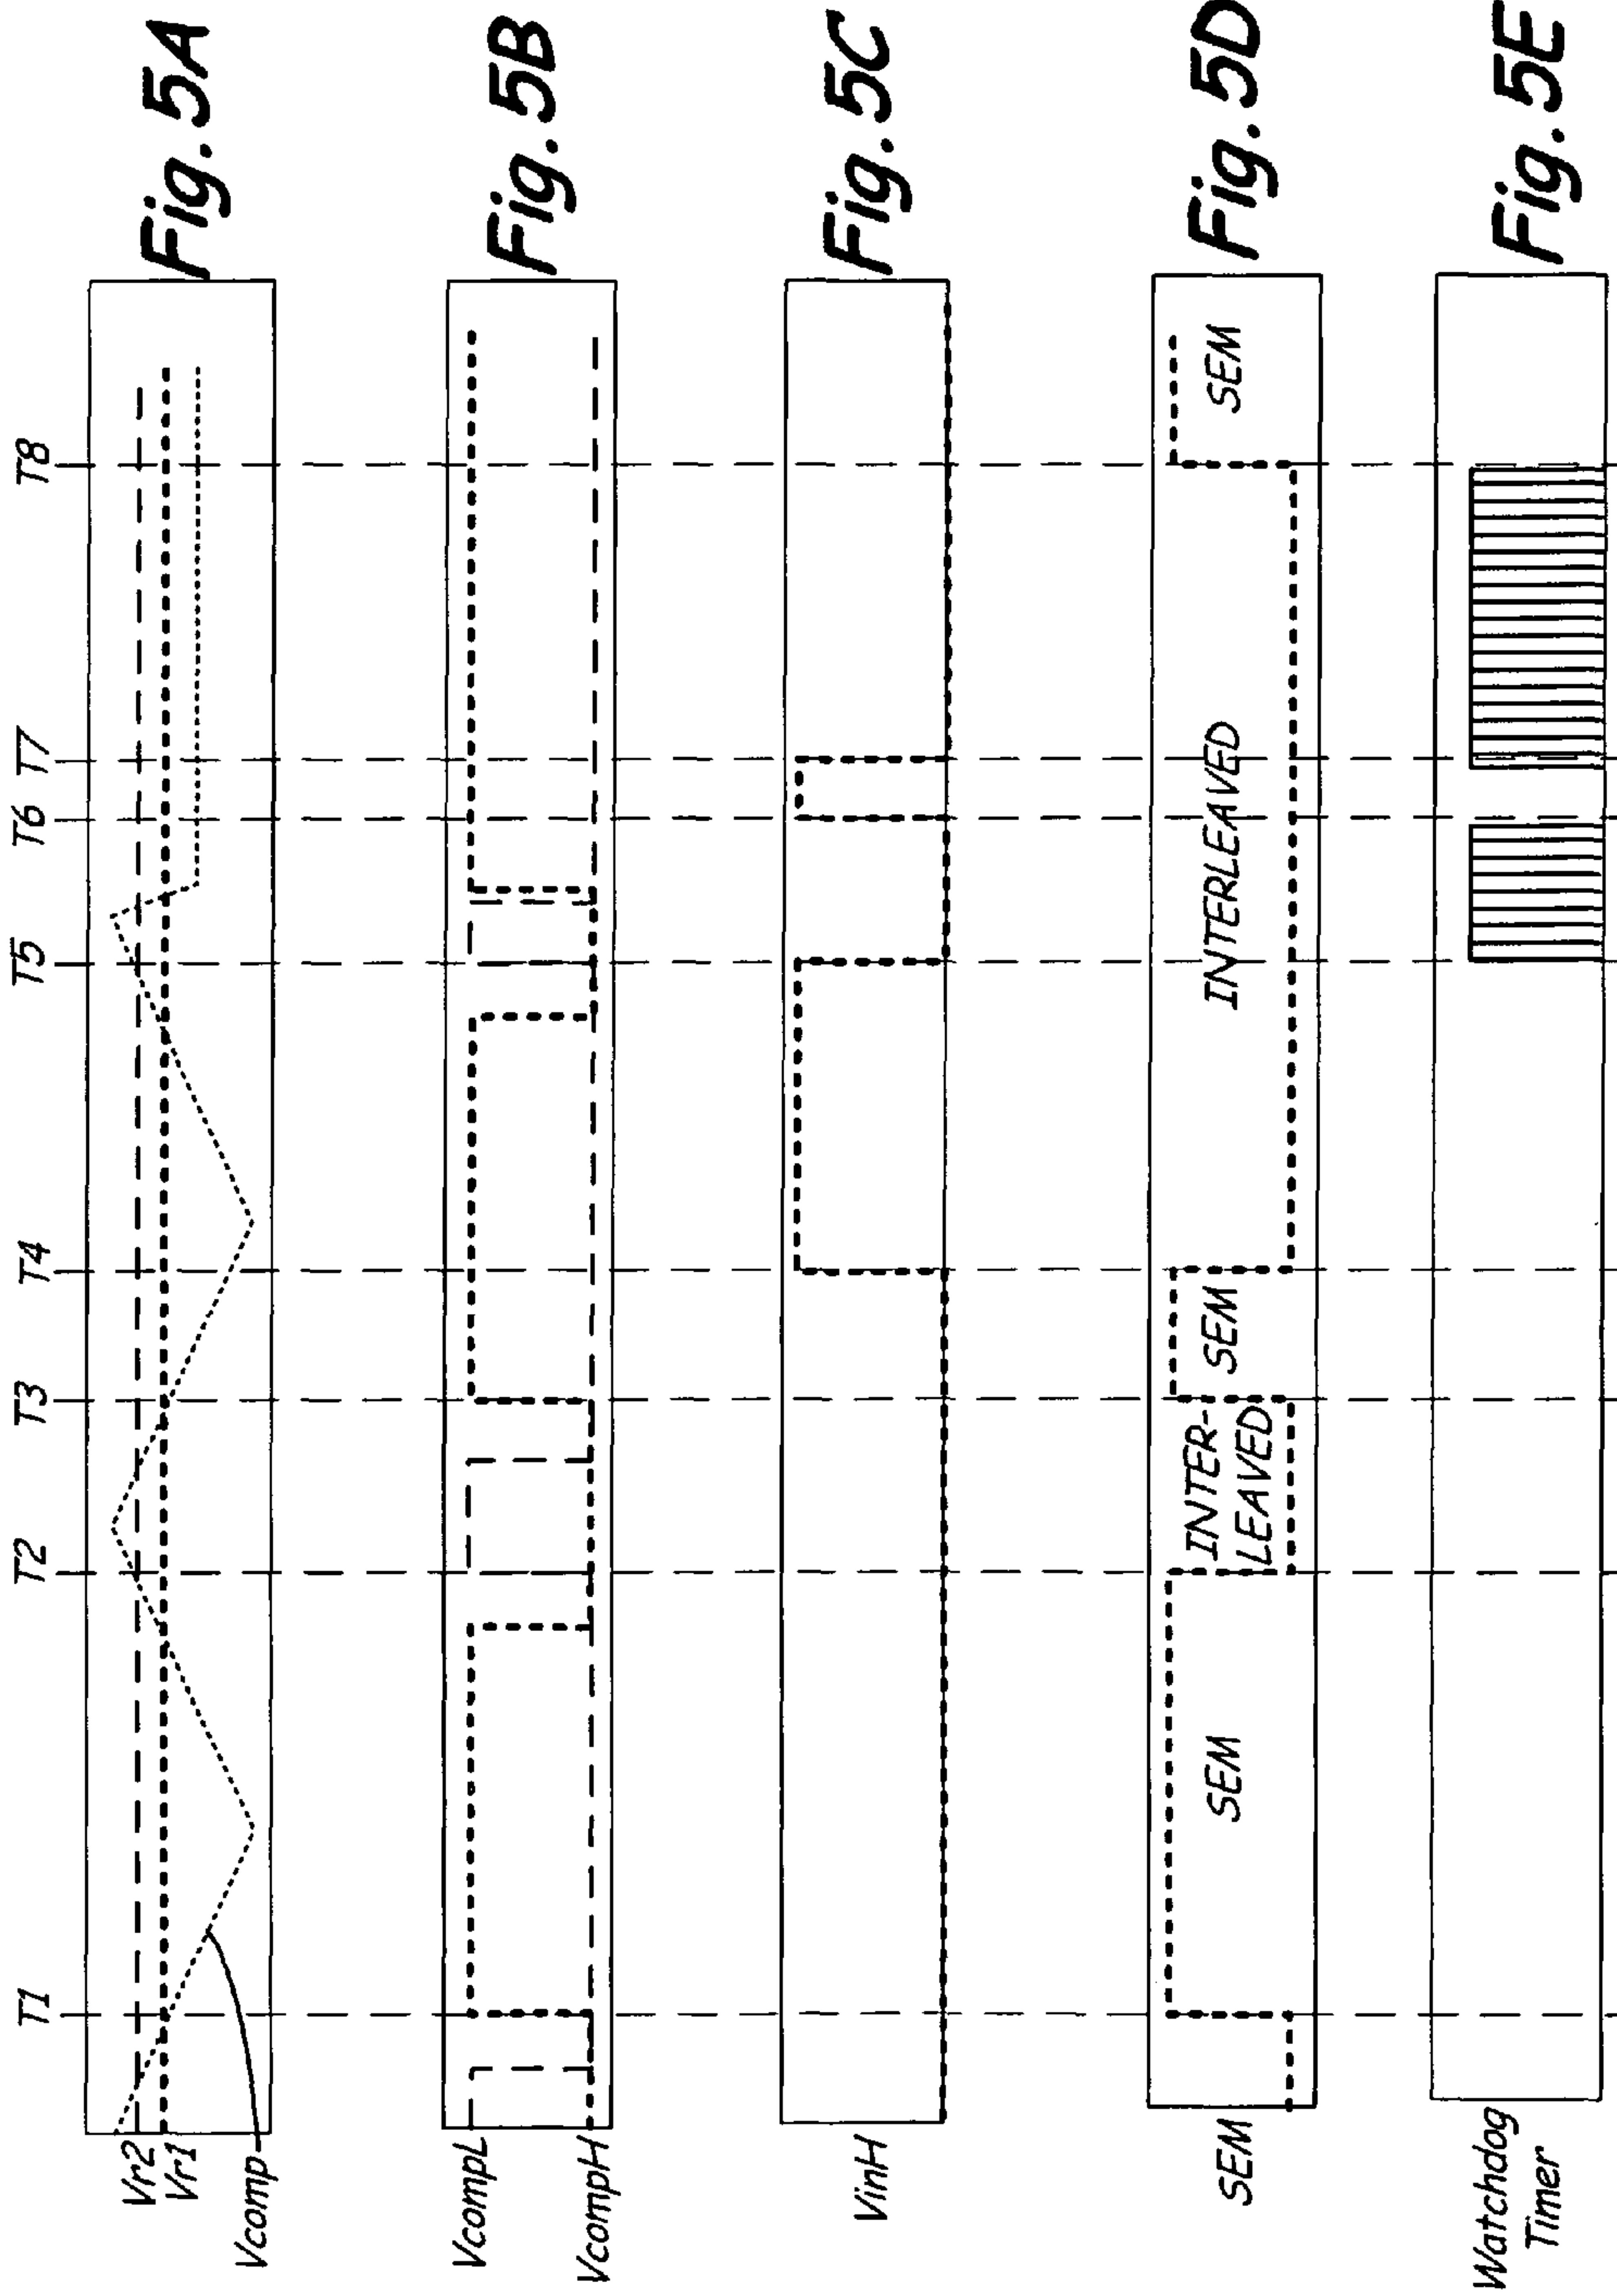 T1 T2 T3 T4 T5 T6 T7 T8
Vr2
Vr1
Vcomp
Fig. 5A
VcompL
VcompH
Fig. 5B
VinH
Fig. 5C
SEM
SEM
INTER-
LEAVED
SEM
INTERLEAVED
SEM
Fig. 5D
Watchdog
Timer
Fig. 5E